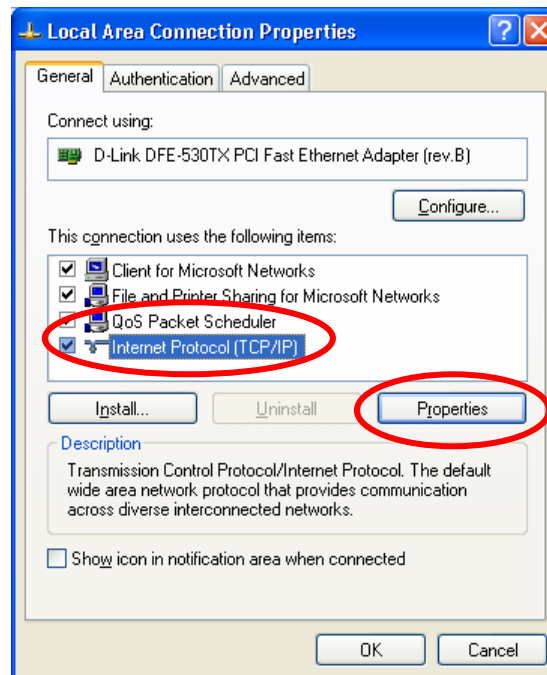 Local Area Connection Properties
General Authentication Advanced
Connect using:
D-Link DFE-530TX PCI Fast Ethernet Adapter (rev.B)
Configure...
This connection uses the following items:
Client for Microsoft Networks
File and Printer Sharing for Microsoft Networks
QoS Packet Scheduler
Internet Protocol (TCP/IP)
Install... Uninstall Properties
Description
Transmission Control Protocol/Internet Protocol. The default
wide area network protocol that provides communication
across diverse interconnected networks.
Show icon in notification area when connected
OK Cancel